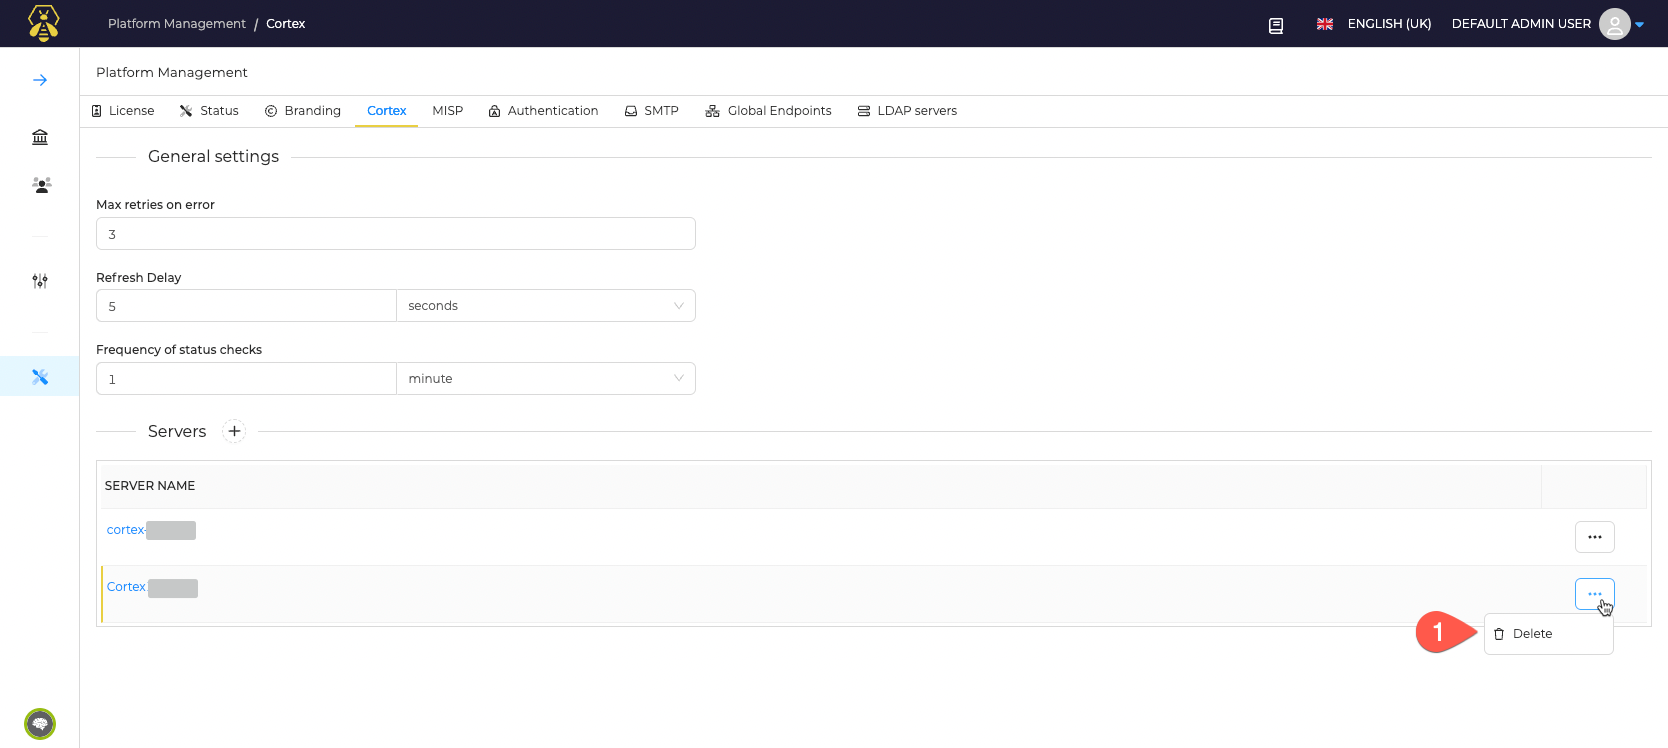 Platform Management / Cortex
ENGLISH (UK)
DEFAULT ADMIN USER
Platform Management
License
Status
Branding
Cortex
MISP
Authentication
SMTP
Global Endpoints
LDAP servers
General settings
Max retries on error
3
Refresh Delay
5
seconds
Frequency of status checks
1
minute
Servers
SERVER NAME
cortex-
Cortex
1
Delete